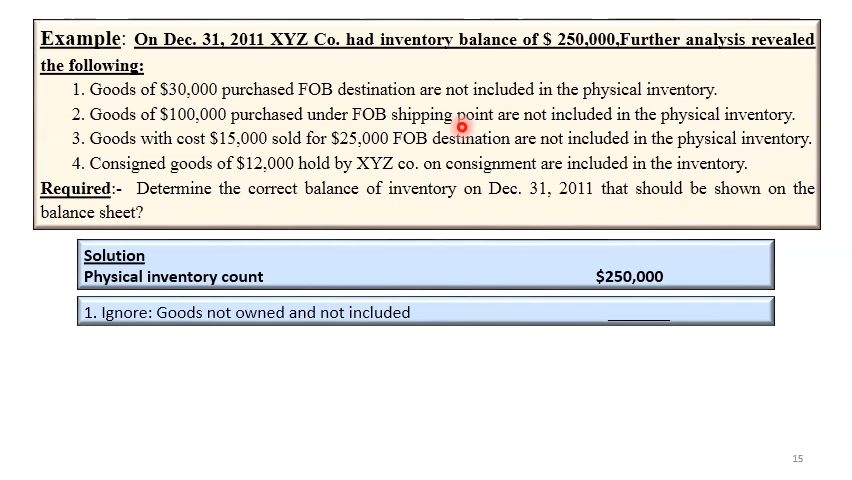 Example: On Dec. 31, 2011 XYZ Co. had inventory balance of $ 250,000,Further analysis revealed
the following:
1. Goods of $30,000 purchased FOB destination are not included in the physical inventory.
2. Goods of $100,000 purchased under FOB shipping point are not included in the physical inventory.
3. Goods with cost $15,000 sold for $25,000 FOB destination are not included in the physical inventory.
4. Consigned goods of $12,000 hold by XYZ co. on consignment are included in the inventory.
Required:- Determine the correct balance of inventory on Dec. 31, 2011 that should be shown on the
balance sheet?
Solution
Physical inventory count $250,000
1. Ignore: Goods not owned and not included _______
15